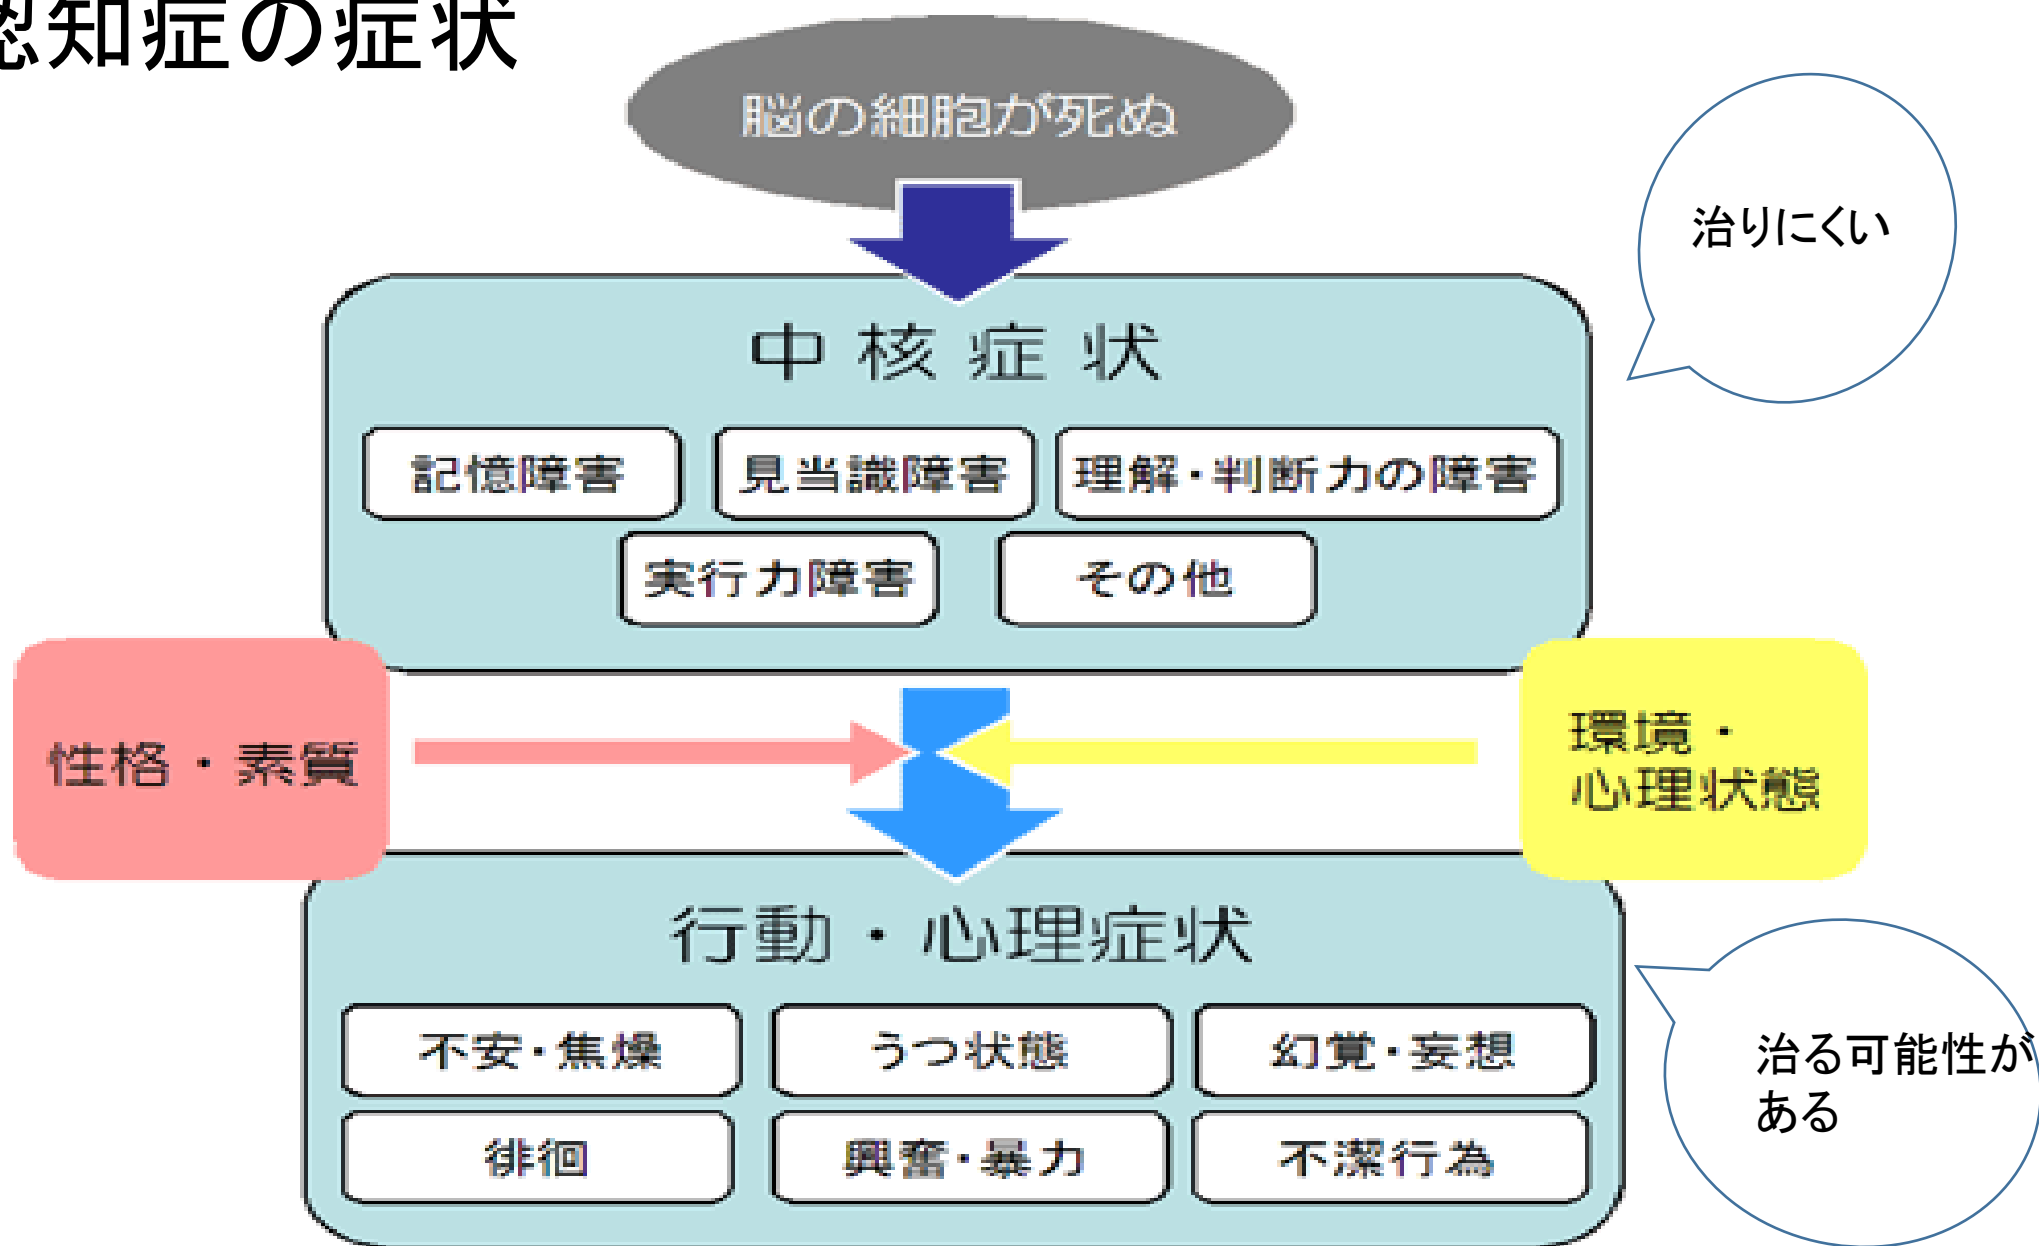 認知症の症状
脳の細胞が死ぬ
治りにくい
中核症状
記憶障害
見当識障害
理解・判断力の障害
実行力障害
その他
性格・素質
環境・
心理状態
行動・心理症状
不安・焦燥
うつ状態
幻覚・妄想
徘徊
興奮・暴力
不潔行為
治る可能性が
ある